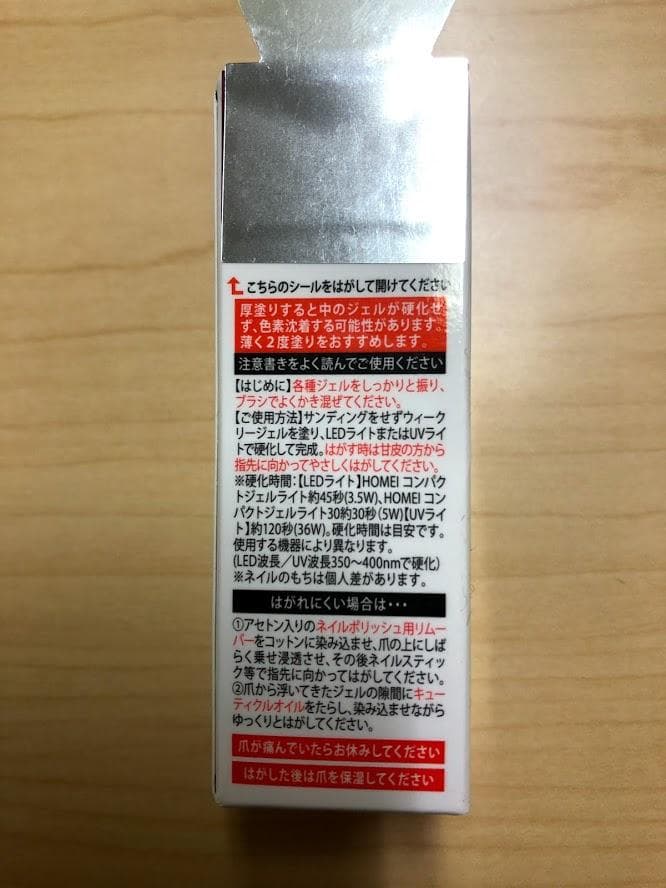 こちらのシールをはがして開けてください
厚塗りすると中のジェルが硬化せ
ず、色素沈着する可能性があります。
薄く2度塗りをおすすめします。
注意書きをよく読んでご使用ください
【はじめに】各種ジェルをしっかりと振り、
ブラシでよくかき混ぜてください。
【ご使用方法】サンディングをせずウィーク
リージェルを塗り、LEDライトまたはUVライ
トで硬化して完成。はがす時は甘皮の方から
指先に向かってやさしくはがしてください。
※硬化時間:【LEDライト】HOMEI コンパク
トジェルライト約45秒(3.5W)、HOMEI コン
パクトジェルライト30約30秒(5W)【UVライ
ト】約120秒(36W)。硬化時間は目安です。
使用する機器により異なります。
(LED波長/UV波長350〜400nmで硬化)
※ネイルのもちは個人差があります。
はがれにくい場合は・・・
①アセトン入りのネイルポリッシュ用リムー
バーをコットンに染み込ませ、爪の上にしば
らく乗せ浸透させ、その後ネイルスティッ
ク等で指先に向かってはがしてください。
②爪から浮いてきたジェルの隙間にキュー
ティクルオイルをたらし、染み込ませながら
ゆっくりとはがしてください。
爪が痛んでいたらお休みしてください
はがした後は爪を保湿してください